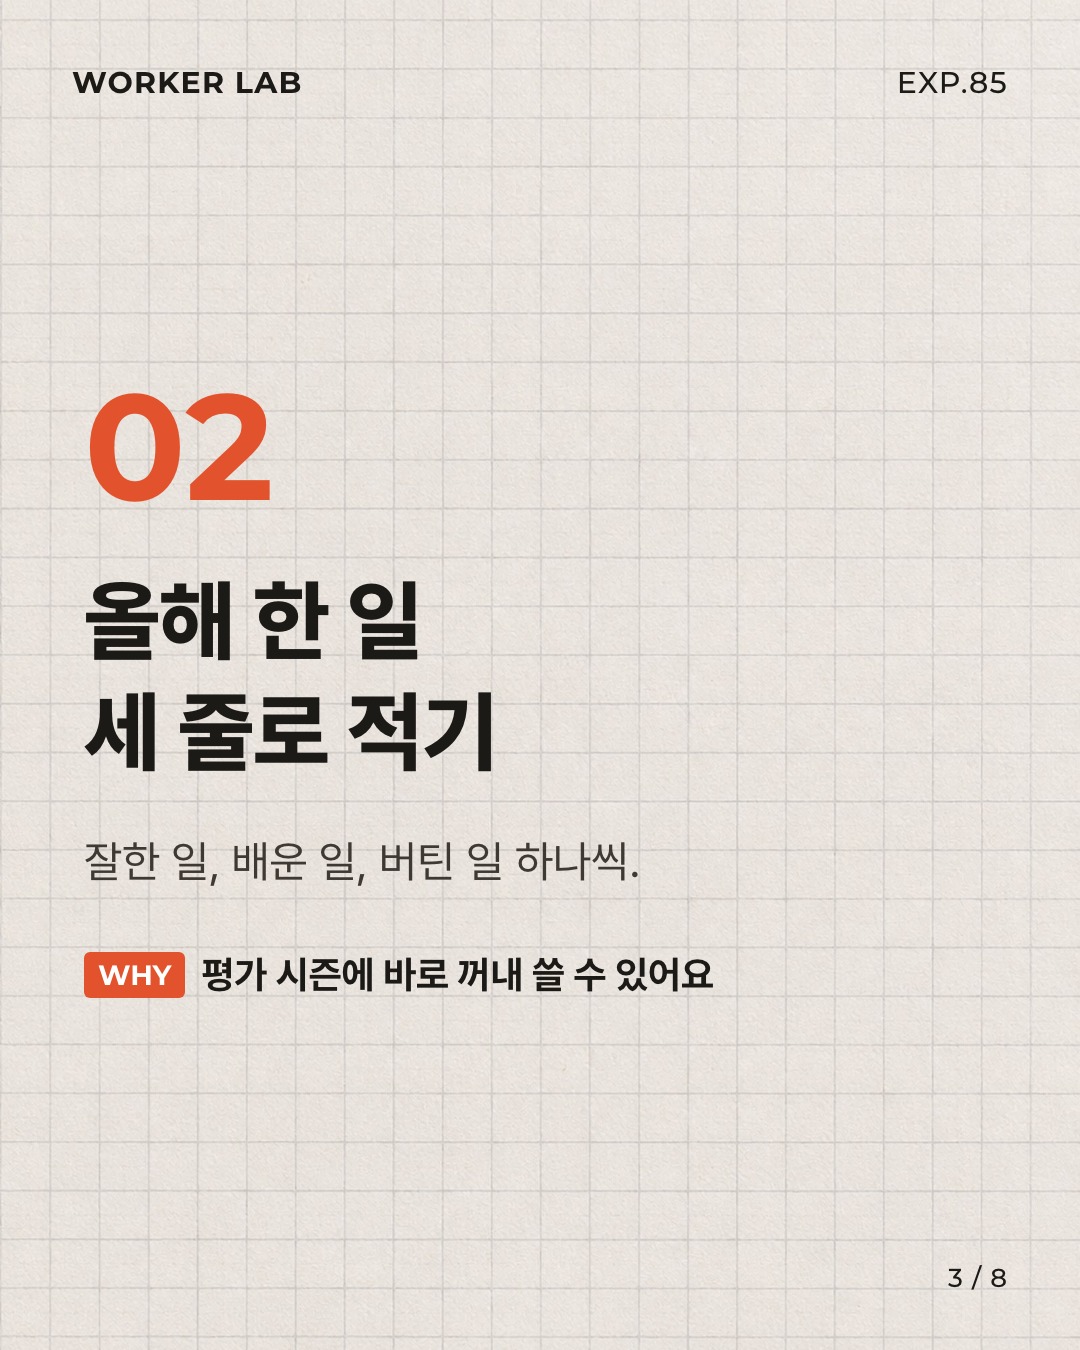 WORKER LAB
EXP.85
02
올해 한 일
세 줄로 적기
잘한 일, 배운 일, 버틴 일 하나씩.
WHY 평가 시즌에 바로 꺼내 쓸 수 있어요
3 / 8